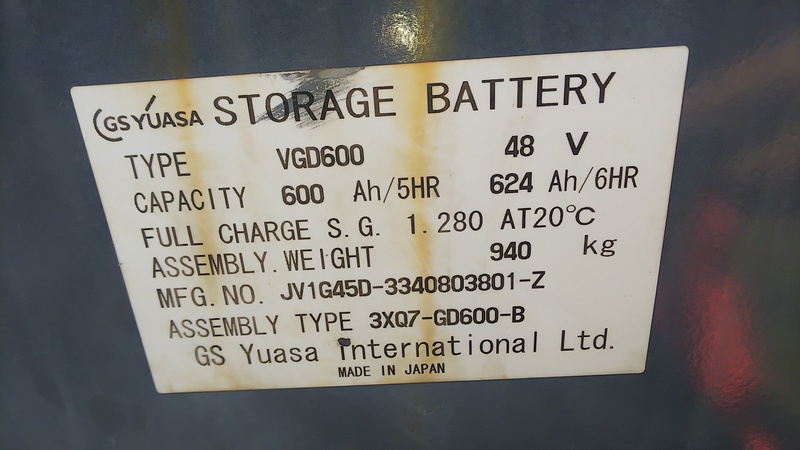 GS YUASA STORAGE BATTERY
TYPE VGD600 48 V
CAPACITY 600 Ah/5HR 624 Ah/6HR
FULL CHARGE S.G. 1.280 AT20℃
ASSEMBLY.WEIGHT 940 kg
MFG.NO. JV1G45D-3340803801-Z
ASSEMBLY TYPE 3XQ7-GD600-B
GS Yuasa International Ltd.
MADE IN JAPAN